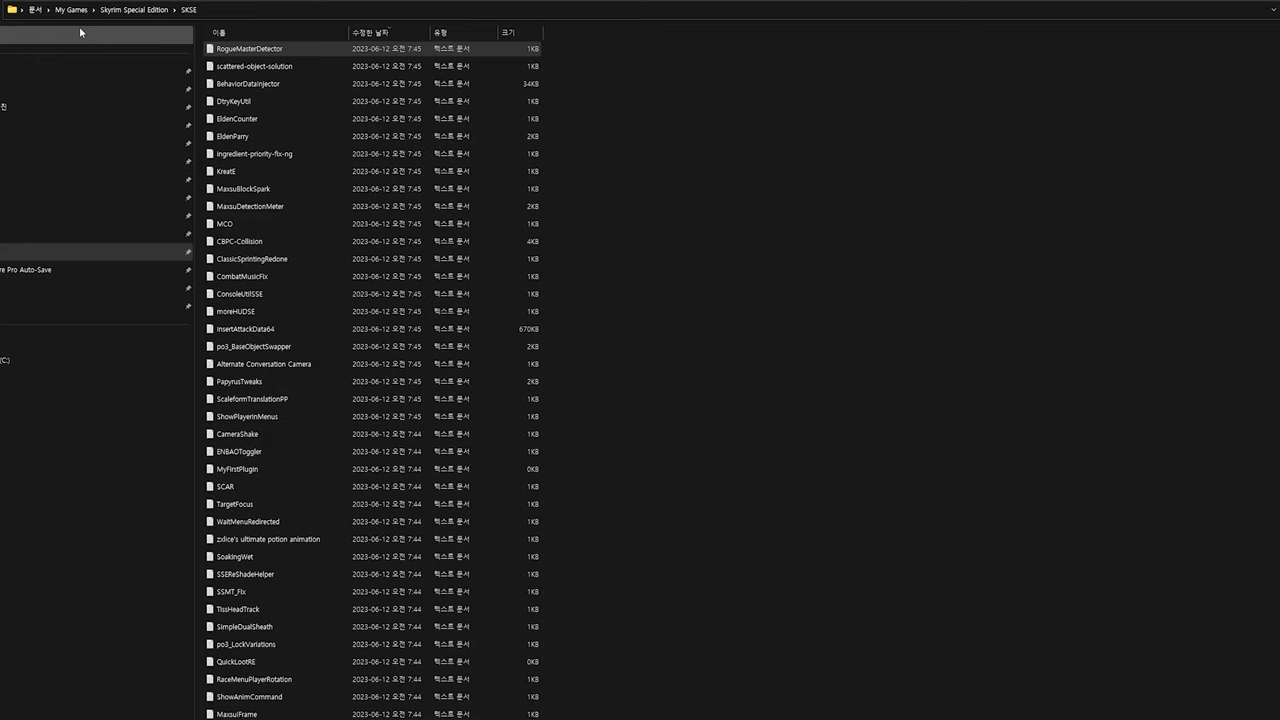 문서 > My Games > Skyrim Special Edition > SKSE
이름 수정한 날짜 유형 크기
RogueMasterDetector 2023-06-12 오전 7:45 텍스트 문서 1KB
scattered-object-solution 2023-06-12 오전 7:45 텍스트 문서 1KB
진
BehaviorDataInjector 2023-06-12 오전 7:45 텍스트 문서 34KB
DtryKeyUtil 2023-06-12 오전 7:45 텍스트 문서 1KB
EldenCounter 2023-06-12 오전 7:45 텍스트 문서 1KB
EldenParry 2023-06-12 오전 7:45 텍스트 문서 2KB
ingredient-priority-fix-ng 2023-06-12 오전 7:45 텍스트 문서 1KB
KreatE 2023-06-12 오전 7:45 텍스트 문서 1KB
MaxsuBlockSpark 2023-06-12 오전 7:45 텍스트 문서 1KB
MaxsuDetectionMeter 2023-06-12 오전 7:45 텍스트 문서 2KB
MCO 2023-06-12 오전 7:45 텍스트 문서 1KB
CBPC-Collision 2023-06-12 오전 7:45 텍스트 문서 4KB
ClassicSprintingRedone 2023-06-12 오전 7:45 텍스트 문서 1KB
re Pro Auto-Save
CombatMusicFix 2023-06-12 오전 7:45 텍스트 문서 1KB
ConsoleUtilSSE 2023-06-12 오전 7:45 텍스트 문서 1KB
moreHUDSE 2023-06-12 오전 7:45 텍스트 문서 1KB
InsertAttackData64 2023-06-12 오전 7:45 텍스트 문서 670KB
po3_BaseObjectSwapper 2023-06-12 오전 7:45 텍스트 문서 2KB
(C:)
Alternate Conversation Camera 2023-06-12 오전 7:45 텍스트 문서 1KB
PapyrusTweaks 2023-06-12 오전 7:45 텍스트 문서 2KB
ScaleformTranslationPP 2023-06-12 오전 7:45 텍스트 문서 1KB
ShowPlayerInMenus 2023-06-12 오전 7:45 텍스트 문서 1KB
CameraShake 2023-06-12 오전 7:44 텍스트 문서 1KB
ENBAOToggler 2023-06-12 오전 7:44 텍스트 문서 1KB
MyFirstPlugin 2023-06-12 오전 7:44 텍스트 문서 0KB
SCAR 2023-06-12 오전 7:44 텍스트 문서 1KB
TargetFocus 2023-06-12 오전 7:44 텍스트 문서 1KB
WaitMenuRedirected 2023-06-12 오전 7:44 텍스트 문서 1KB
zxlice's ultimate potion animation 2023-06-12 오전 7:44 텍스트 문서 1KB
SoakingWet 2023-06-12 오전 7:44 텍스트 문서 1KB
SSEReShadeHelper 2023-06-12 오전 7:44 텍스트 문서 1KB
SSMT_Fix 2023-06-12 오전 7:44 텍스트 문서 1KB
TissHeadTrack 2023-06-12 오전 7:44 텍스트 문서 1KB
SimpleDualSheath 2023-06-12 오전 7:44 텍스트 문서 1KB
po3_LockVariations 2023-06-12 오전 7:44 텍스트 문서 1KB
QuickLootRE 2023-06-12 오전 7:44 텍스트 문서 0KB
RaceMenuPlayerRotation 2023-06-12 오전 7:44 텍스트 문서 1KB
ShowAnimCommand 2023-06-12 오전 7:44 텍스트 문서 1KB
MaxsuIFrame 2023-06-12 오전 7:44 텍스트 문서 1KB